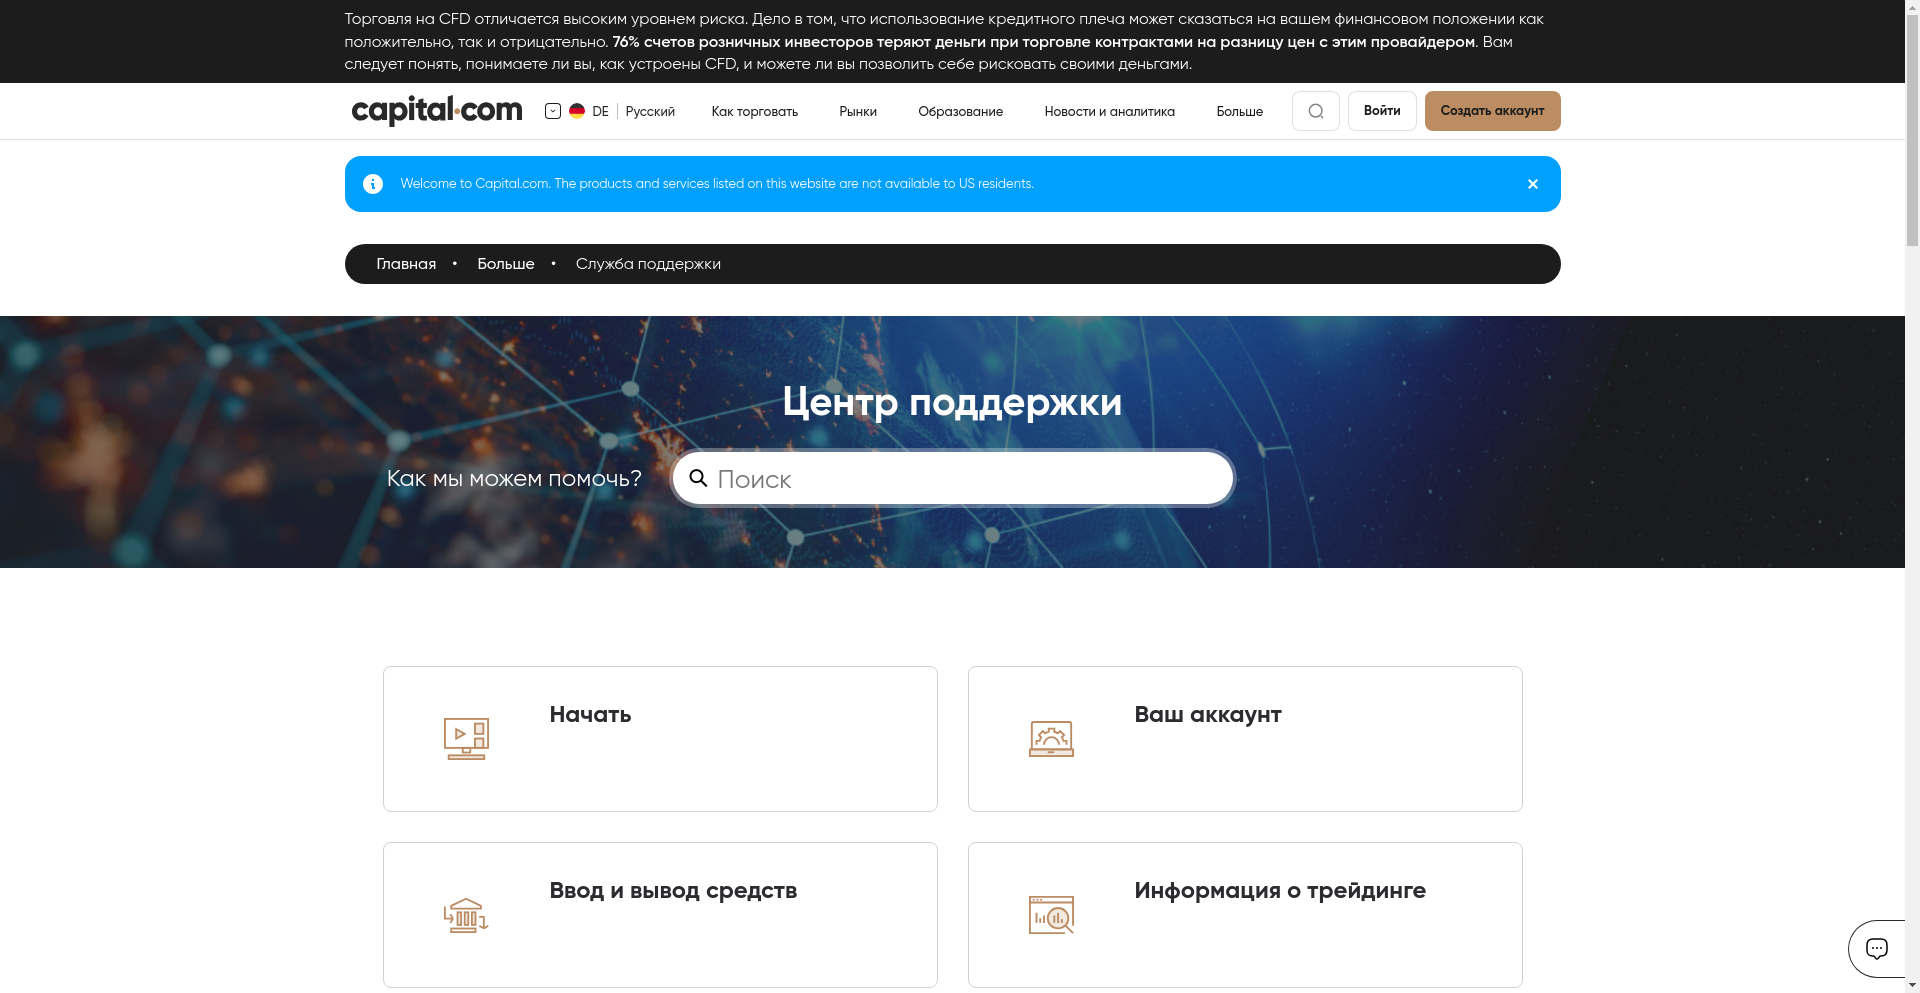 Торговля на CFD отличается высоким уровнем риска. Дело в том, что использование кредитного плеча может сказаться на вашем финансовом положении как
положительно, так и отрицательно. 76% счетов розничных инвесторов теряют деньги при торговле контрактами на разницу цен с этим провайдером. Вам
следует понять, понимаете ли вы, как устроены CFD, и можете ли вы позволить себе рисковать своими деньгами.
capital.com DE Русский Как торговать Рынки Образование Новости и аналитика Больше Войти Создать аккаунт
Welcome to Capital.com. The products and services listed on this website are not available to US residents.
Главная • Больше • Служба поддержки
Центр поддержки
Как мы можем помочь? Поиск
Начать Ваш аккаунт
Ввод и вывод средств Информация о трейдинге